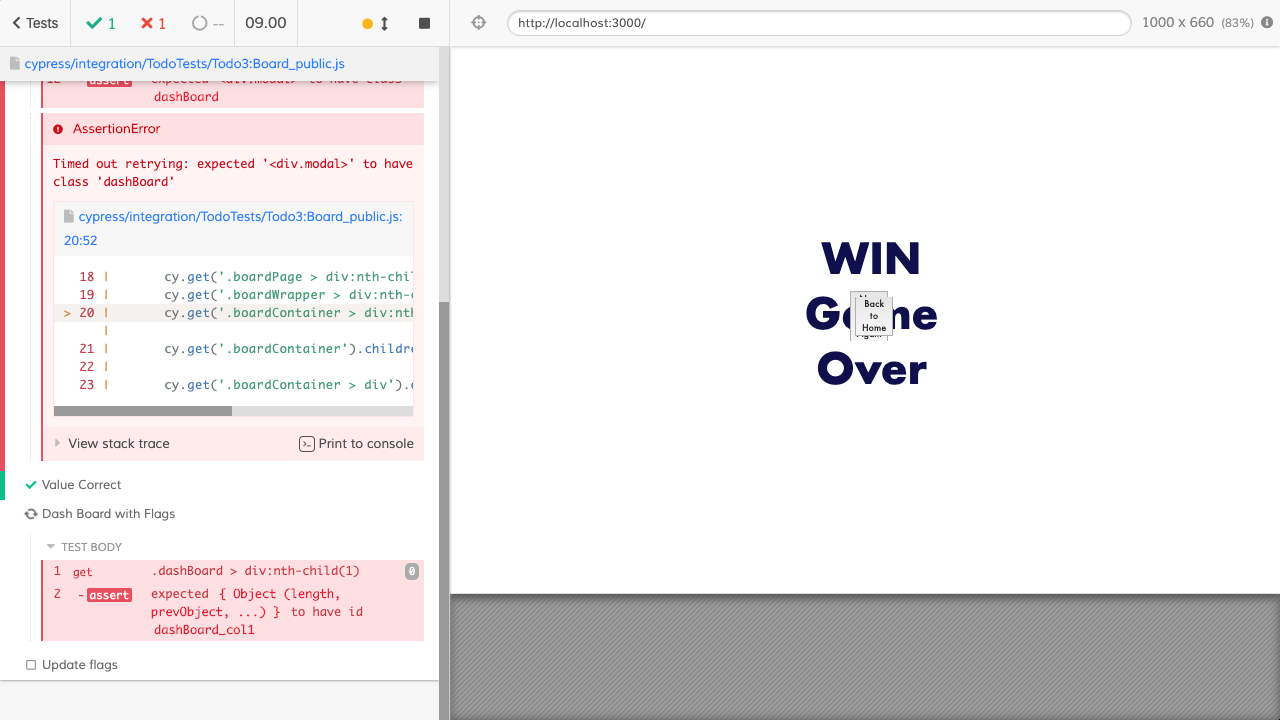 Tests
1
1
--
09.00
http://localhost:3000/
1000 x 660 (83%)
cypress/integration/TodoTests/Todo3:Board_public.js
12 -assert expected <div.modal> to have class
dashBoard
AssertionError
Timed out retrying: expected '<div.modal>' to have
class 'dashBoard'
cypress/integration/TodoTests/Todo3:Board_public.js:
20:52
18 | cy.get('.boardPage > div:nth-chil
19 | cy.get('.boardWrapper > div:nth-c
> 20 | cy.get('.boardContainer > div:nth
|
21 | cy.get('.boardContainer').childre
22 |
23 | cy.get('.boardContainer > div').e
View stack trace
Print to console
Value Correct
Dash Board with Flags
TEST BODY
1 get .dashBoard > div:nth-child(1) 0
2 -assert expected { Object (length,
prevObject, ...) } to have id
dashBoard_col1
Update flags
WIN
Game
Over
Back
to
Home